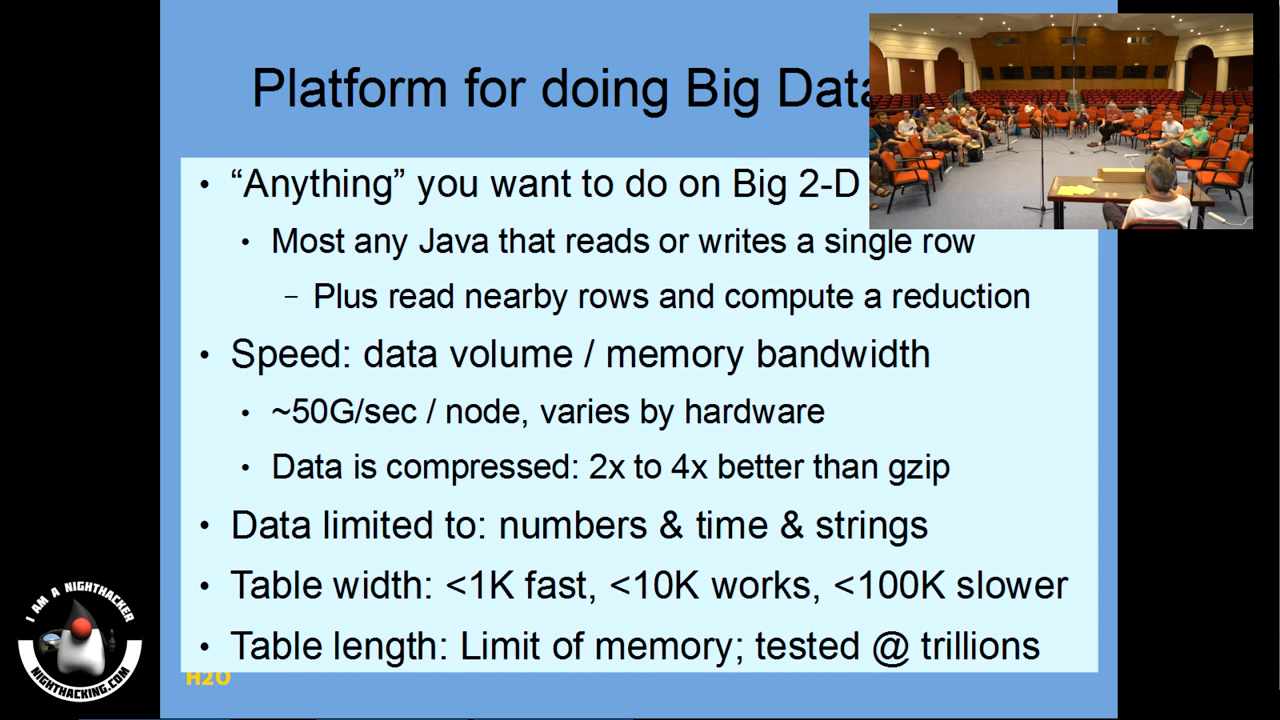 Platform for doing Big Data
• “Anything” you want to do on Big 2-D
• Most any Java that reads or writes a single row
– Plus read nearby rows and compute a reduction
• Speed: data volume / memory bandwidth
• ~50G/sec / node, varies by hardware
• Data is compressed: 2x to 4x better than gzip
• Data limited to: numbers & time & strings
• Table width: <1K fast, <10K works, <100K slower
• Table length: Limit of memory; tested @ trillions
H2O
I AM A NIGHTHACKER
NIGHTHACKING.COM